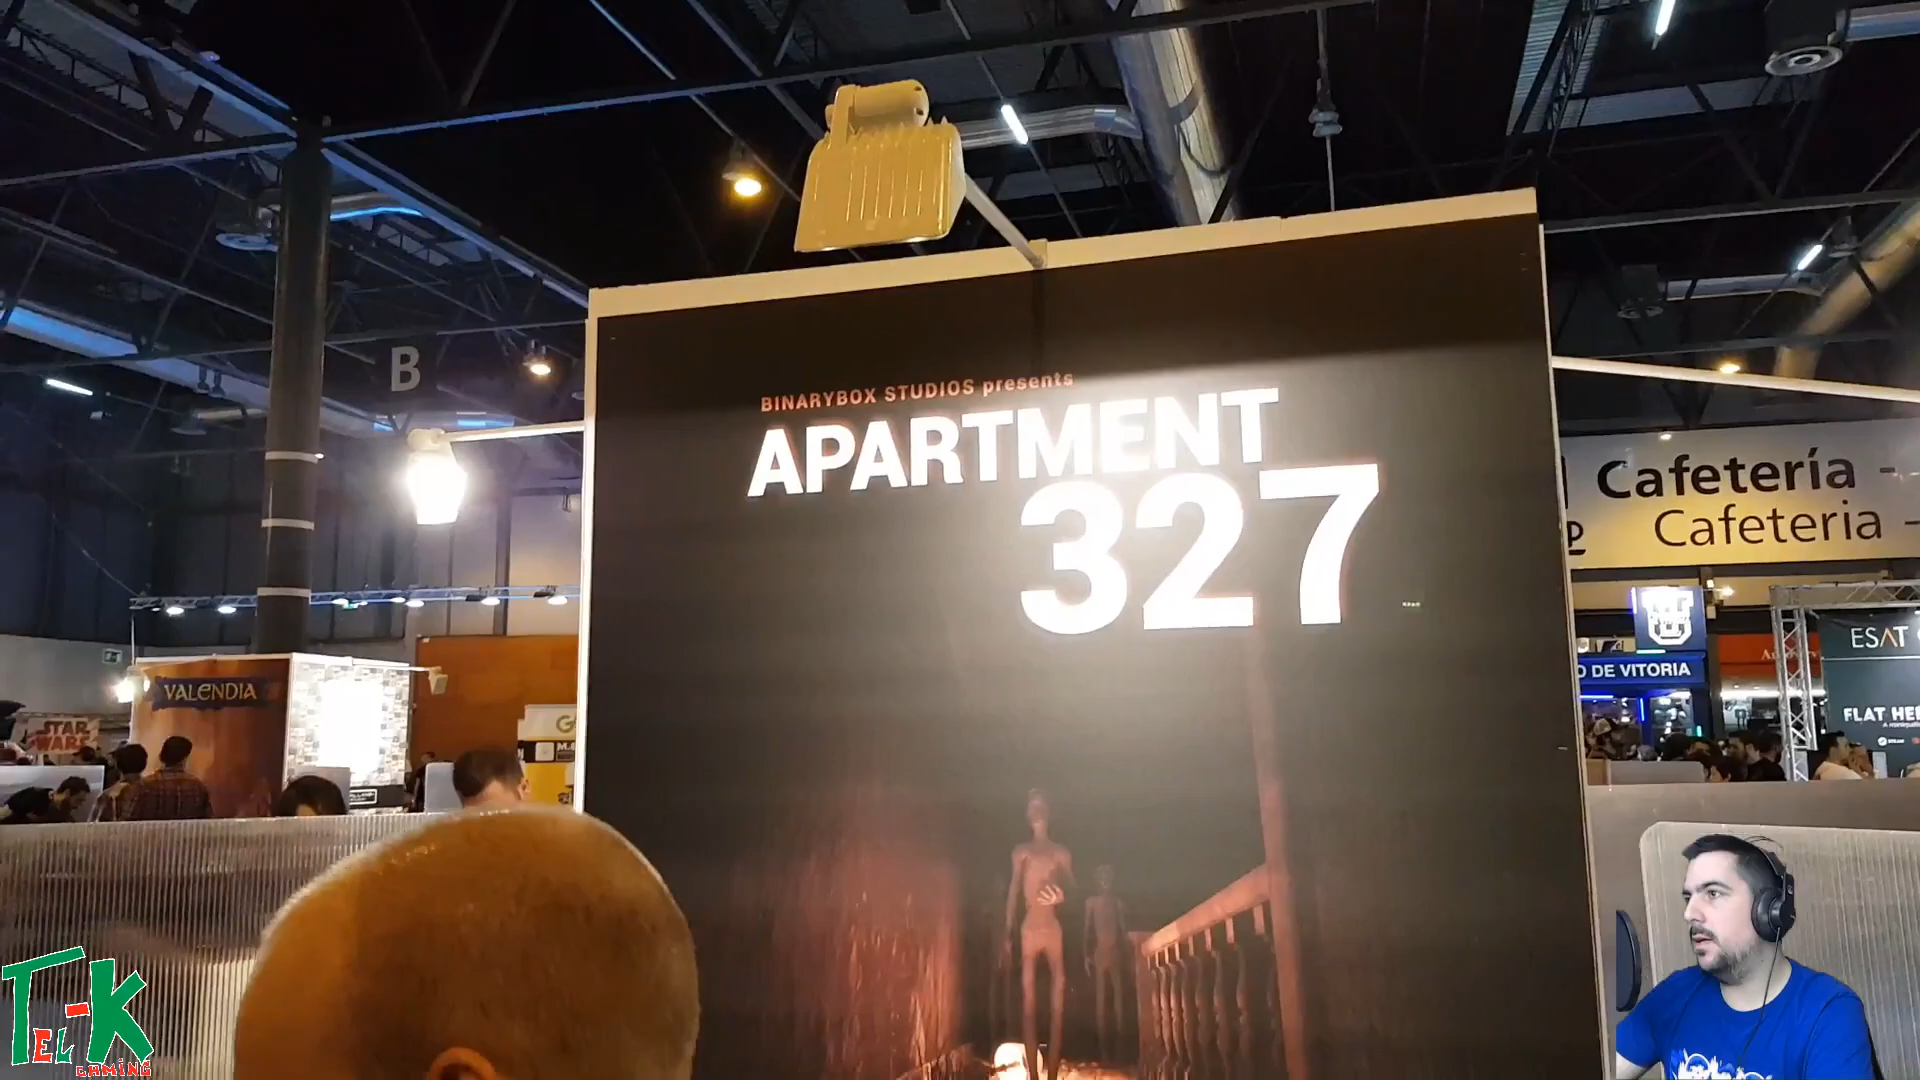 B
BINARYBOX STUDIOS presents
APARTMENT
327
Cafetería -
Cafeteria -
VALENDIA
STAR
WARS
O DE VITORIA
ESAT
FLAT HE
TEL-K
GAMING